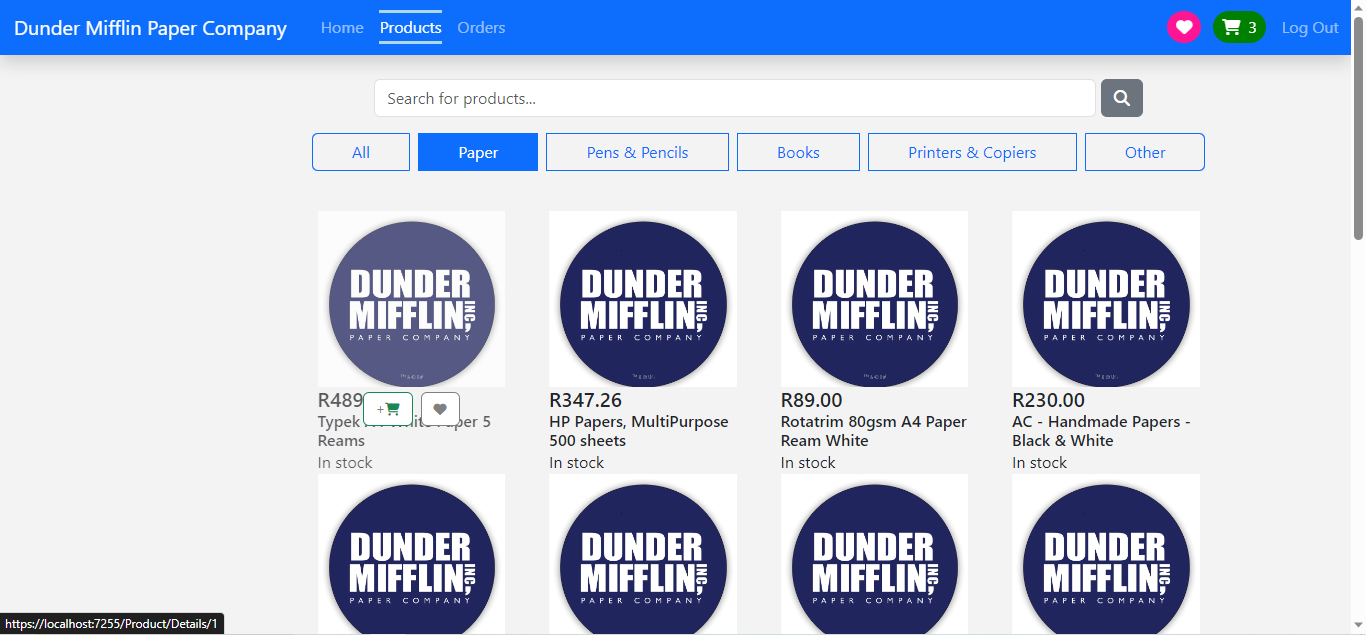 Dunder Mifflin Paper Company Home Products Orders 3 Log Out
Search for products...
All Paper Pens & Pencils Books Printers & Copiers Other
DUNDER
MIFFLIN, INC
PAPER COMPANY
DUNDER
MIFFLIN, INC
PAPER COMPANY
DUNDER
MIFFLIN, INC
PAPER COMPANY
DUNDER
MIFFLIN, INC
PAPER COMPANY
R489
+
Typek White Paper 5
Reams
In stock
R347.26
HP Papers, MultiPurpose
500 sheets
In stock
R89.00
Rotatrim 80gsm A4 Paper
Ream White
In stock
R230.00
AC - Handmade Papers -
Black & White
In stock
DUNDER
MIFFLIN, INC
PAPER COMPANY
DUNDER
MIFFLIN, INC
PAPER COMPANY
DUNDER
MIFFLIN, INC
PAPER COMPANY
DUNDER
MIFFLIN, INC
PAPER COMPANY
https://localhost:7255/Product/Details/1